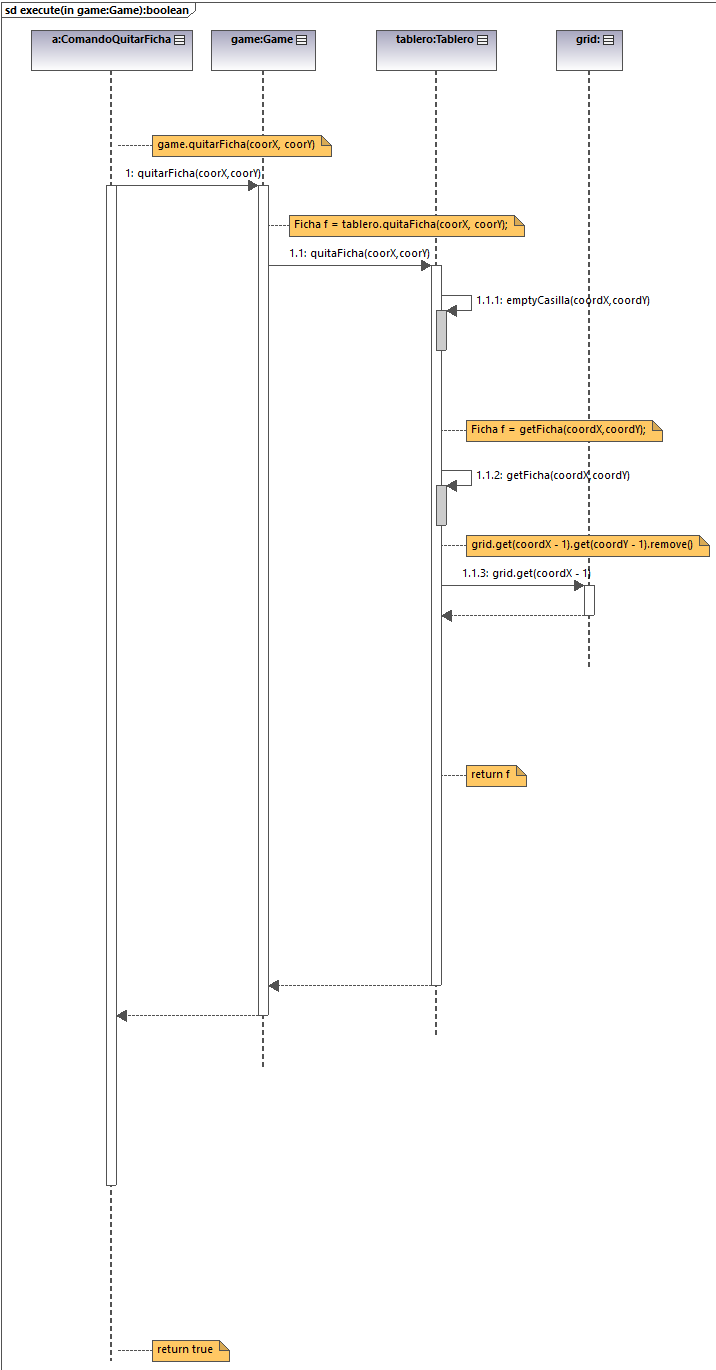 sd execute(in game:Game):boolean
a:ComandoQuitarFicha
game:Game
tablero:Tablero
grid:
game.quitarFicha(coorX, coorY)
1: quitarFicha(coorX,coorY)
Ficha f = tablero.quitaFicha(coorX, coorY);
1.1: quitaFicha(coorX,coorY)
1.1.1: emptyCasilla(coordX,coordY)
Ficha f = getFicha(coordX,coordY);
1.1.2: getFicha(coordX,coordY)
grid.get(coordX - 1).get(coordY - 1).remove()
1.1.3: grid.get(coordX - 1)
return f
return true